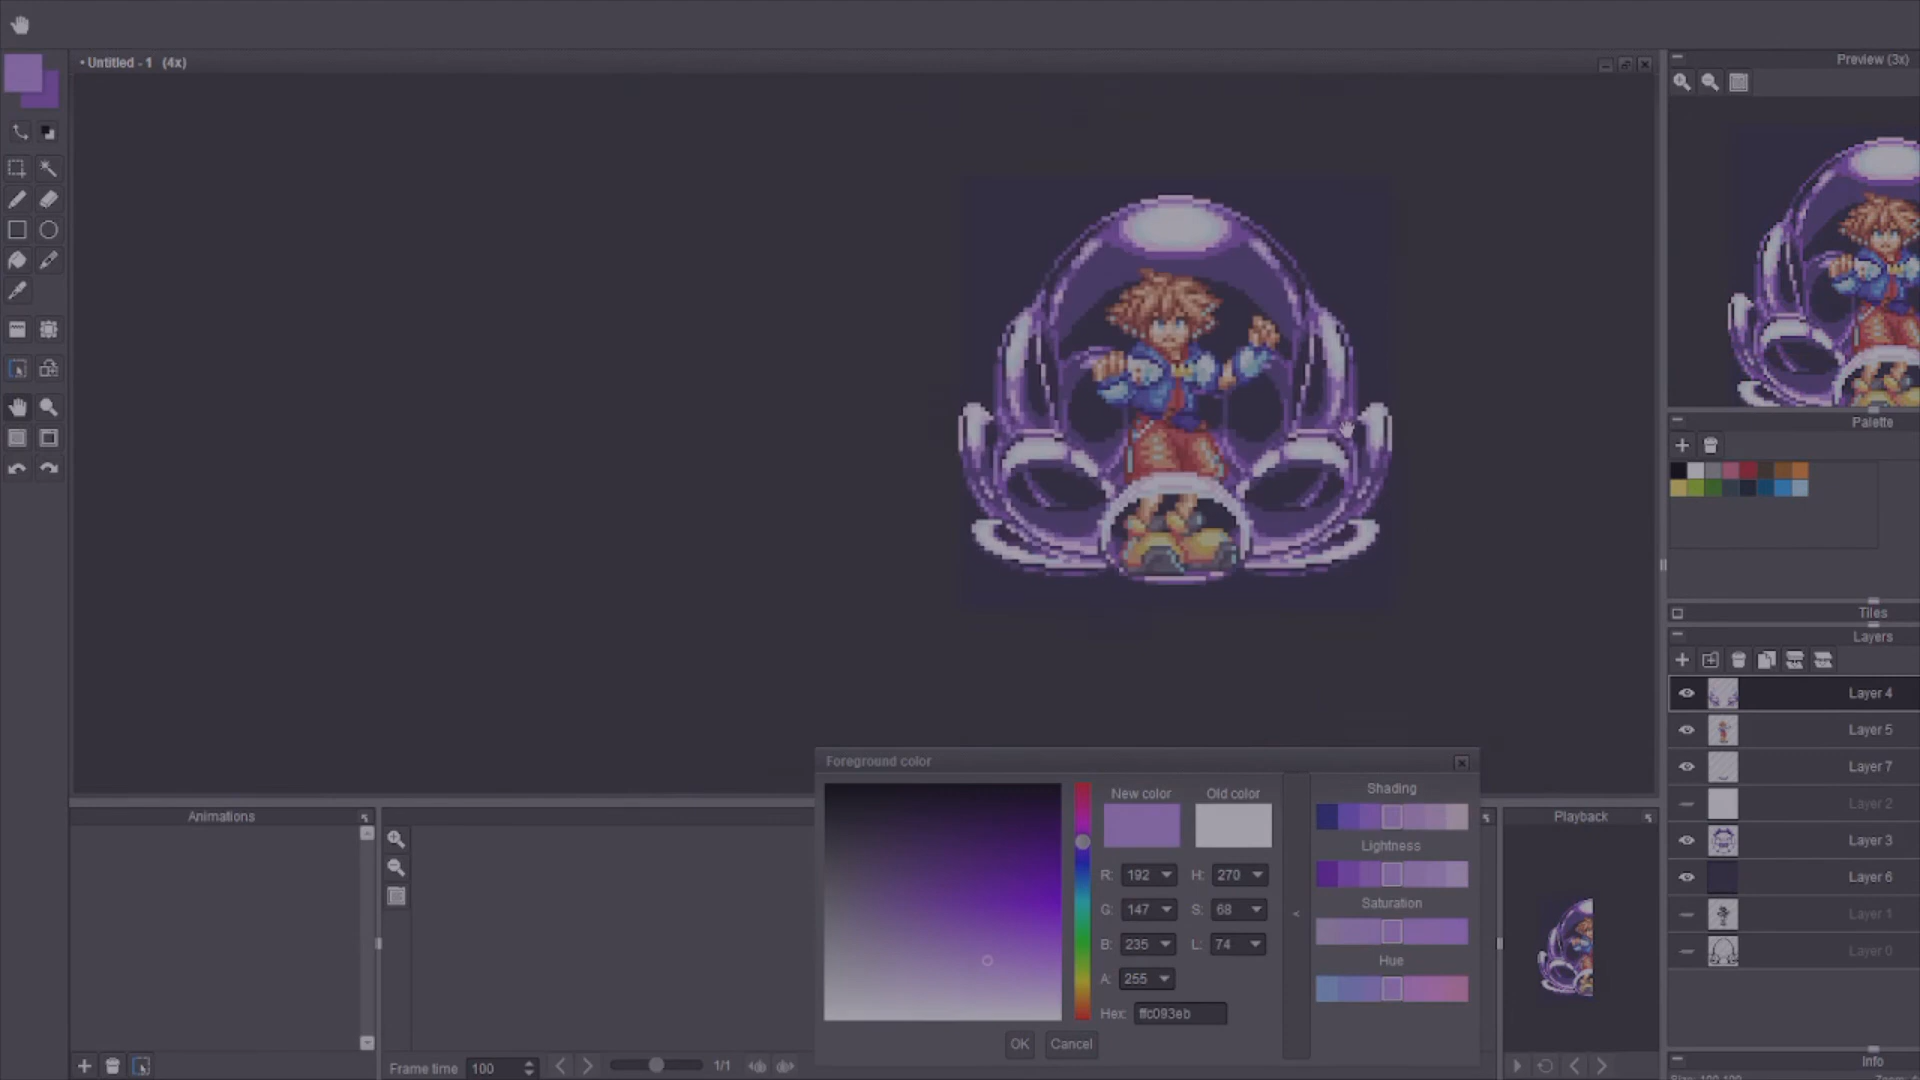 • Untitled - 1 (4x)
Preview (3x)
Palette
Tiles
Layers
Layer 4
Layer 5
Layer 7
Layer 2
Layer 3
Layer 6
Layer 1
Layer 0
Info
Foreground color
New color
Old color
R: 192
H: 270
G: 147
S: 68
B: 235
L: 74
A: 255
Hex: ffc093eb
OK
Cancel
<
Shading
Lightness
Saturation
Hue
Animations
Playback
Frame time 100
1/1